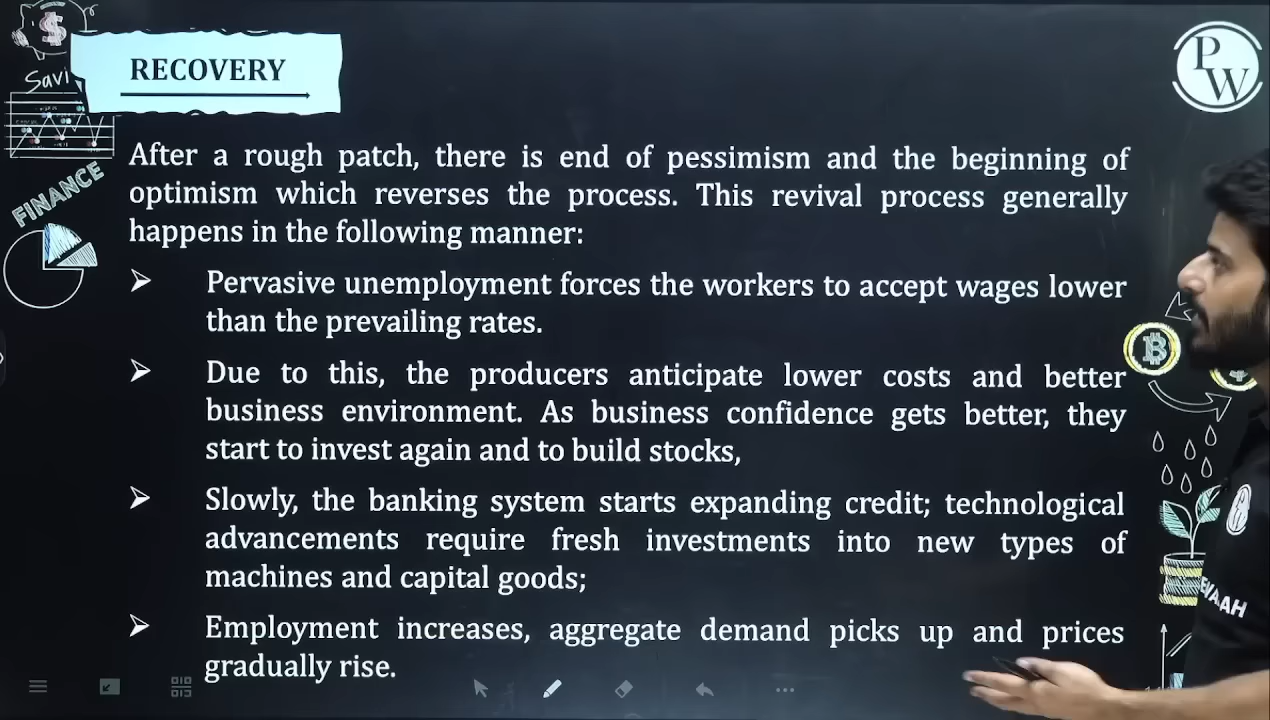 RECOVERY
PW
Savi
FINANCE
After a rough patch, there is end of pessimism and the beginning of
optimism which reverses the process. This revival process generally
happens in the following manner:
➢ Pervasive unemployment forces the workers to accept wages lower
than the prevailing rates.
➢ Due to this, the producers anticipate lower costs and better
business environment. As business confidence gets better, they
start to invest again and to build stocks,
➢ Slowly, the banking system starts expanding credit; technological
advancements require fresh investments into new types of
machines and capital goods;
➢ Employment increases, aggregate demand picks up and prices
gradually rise.